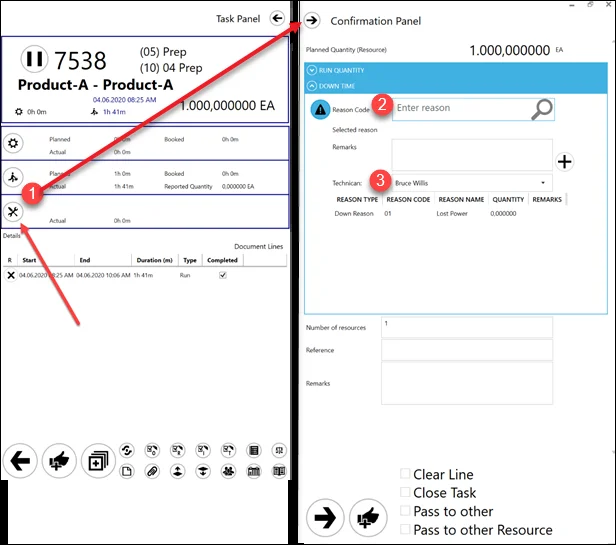 Task Panel
7538
(05) Prep
(10) 04 Prep
Product-A - Product-A
04.06.2020 08:25 AM
0h 0m
1h 41m
1.000,000000 EA
Planned 0h 0m Booked 0h 0m
Actual 0h 0m
Planned 1h 0m Booked 0h 0m
Actual 1h 41m Reported Quantity 0,000000 EA
1
Actual 0h 0m
Details
Document Lines
R Start End Duration (m) Type Completed
04.06.2020 08:25 AM 04.06.2020 10:06 AM 1h 41m Run
Confirmation Panel
Planned Quantity (Resource) 1.000,000000 EA
RUN QUANTITY
DOWN TIME
Reason Code 2 Enter reason
Selected reason
Remarks
3
Technican: Bruce Willis
REASON TYPE REASON CODE REASON NAME QUANTITY REMARKS
Down Reason 01 Lost Power 0,000000
Number of resources 1
Reference
Remarks
Clear Line
Close Task
Pass to other
Pass to other Resource